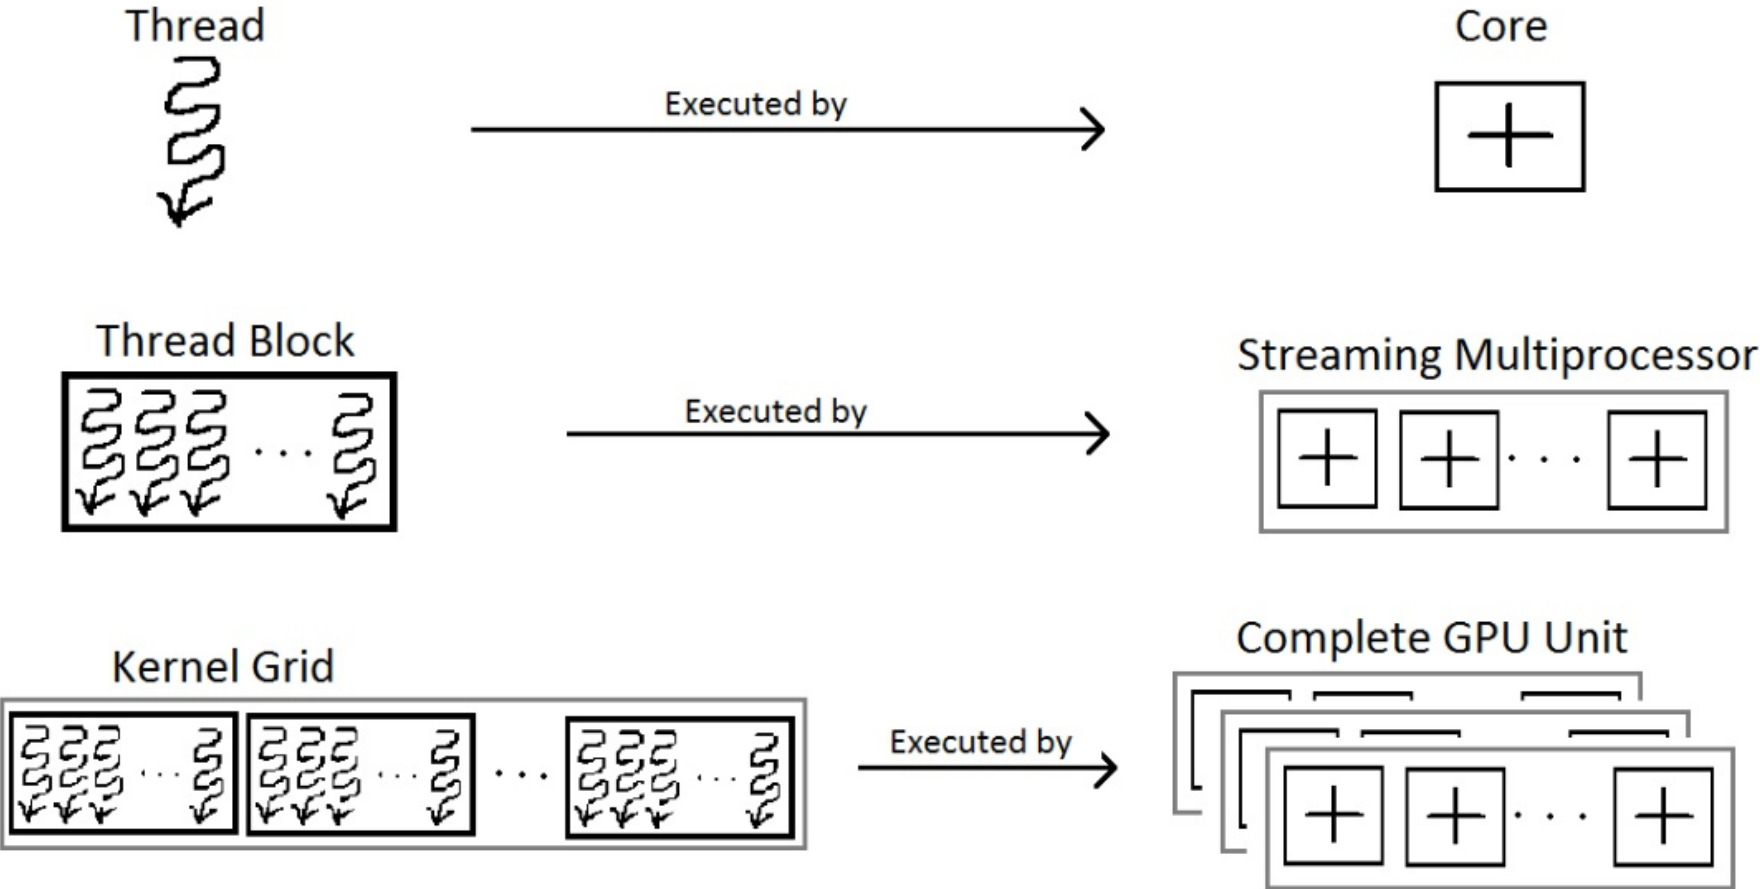 Thread
Core
Executed by
Thread Block
Streaming Multiprocessor
Executed by
Kernel Grid
Complete GPU Unit
Executed by